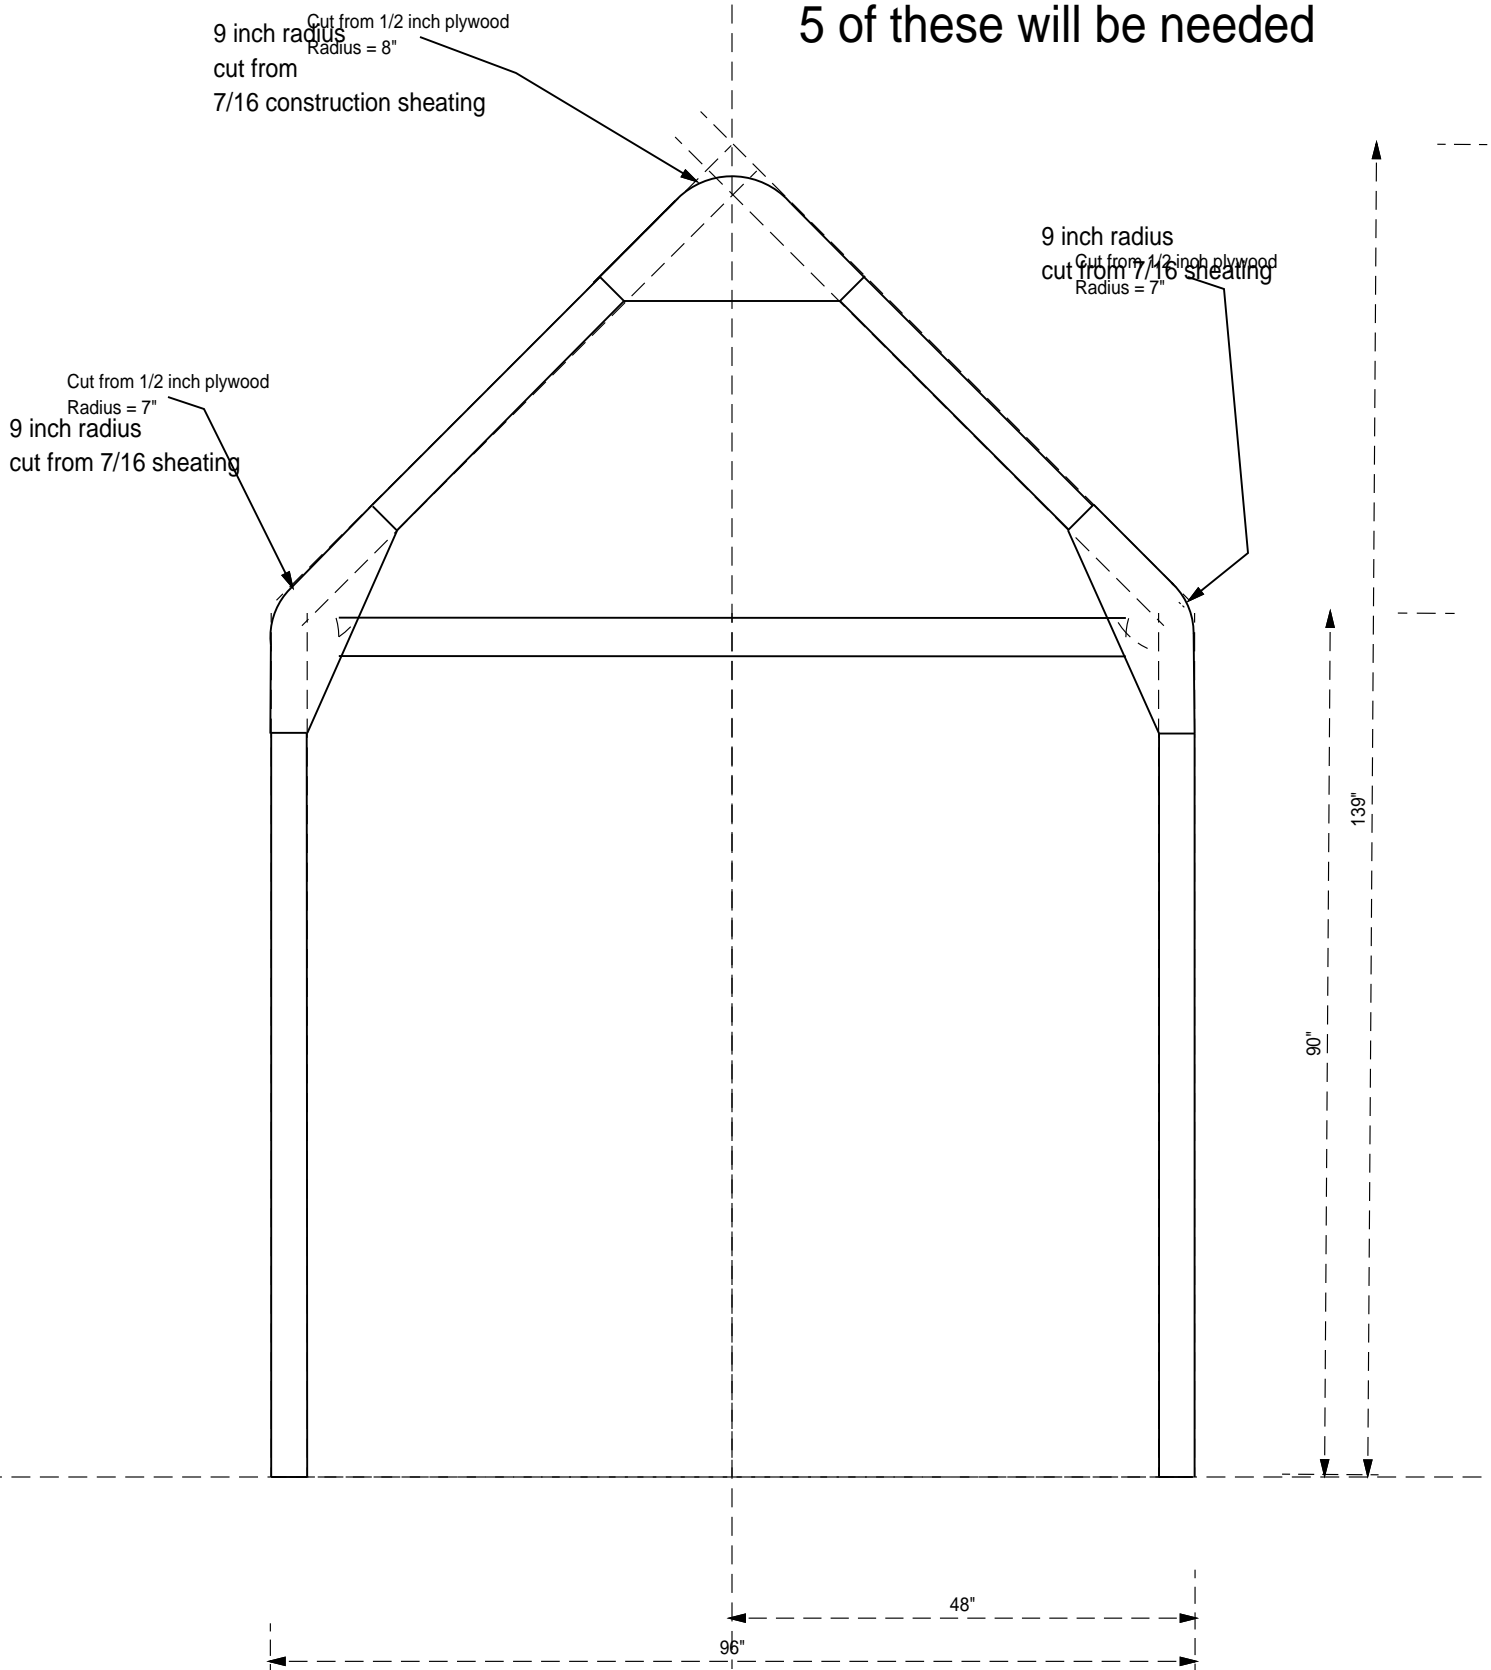 5 of these will be needed
Cut from 1/2 inch plywood
Radius = 8"
9 inch radius
cut from
7/16 construction sheating
9 inch radius
cut from 7/16 sheating
Cut from 1/2 inch plywood
Radius = 7"
Cut from 1/2 inch plywood
Radius = 7"
9 inch radius
cut from 7/16 sheating
139"
90"
48"
96"